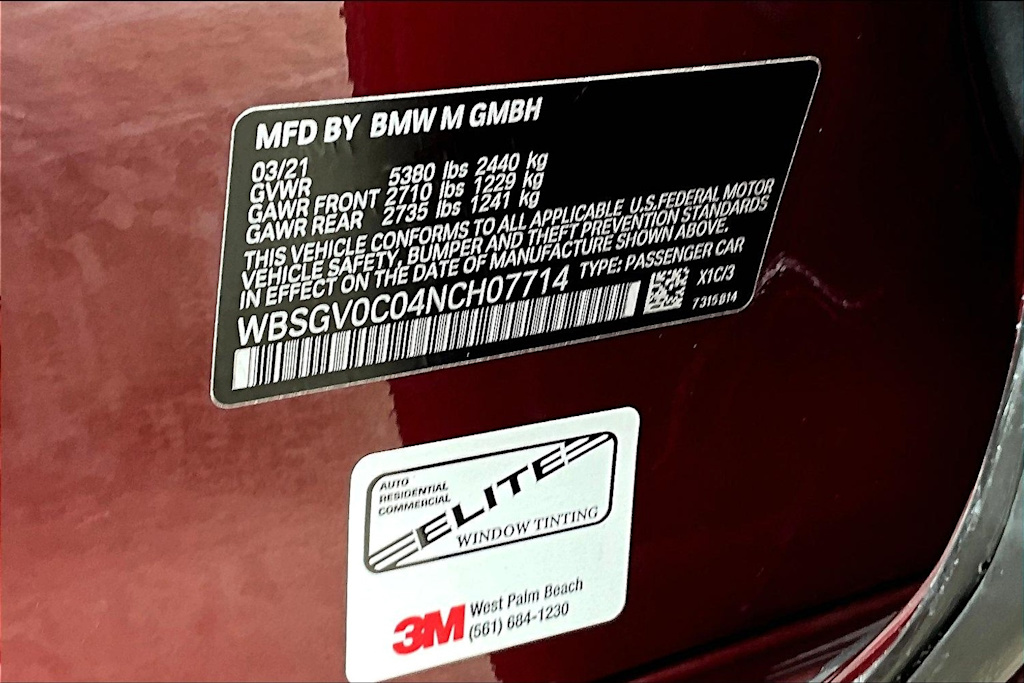 MFD BY BMW M GMBH
03/21
GVWR 5380 lbs 2440 kg
GAWR FRONT 2710 lbs 1229 kg
GAWR REAR 2735 lbs 1241 kg
THIS VEHICLE CONFORMS TO ALL APPLICABLE U.S.FEDERAL MOTOR
VEHICLE SAFETY, BUMPER AND THEFT PREVENTION STANDARDS
IN EFFECT ON THE DATE OF MANUFACTURE SHOWN ABOVE.
WBSGV0C04NCH07714 TYPE: PASSENGER CAR
X1C/3
7315814
AUTO
RESIDENTIAL
COMMERCIAL
ELITE
WINDOW TINTING
3M West Palm Beach
(561) 684-1230